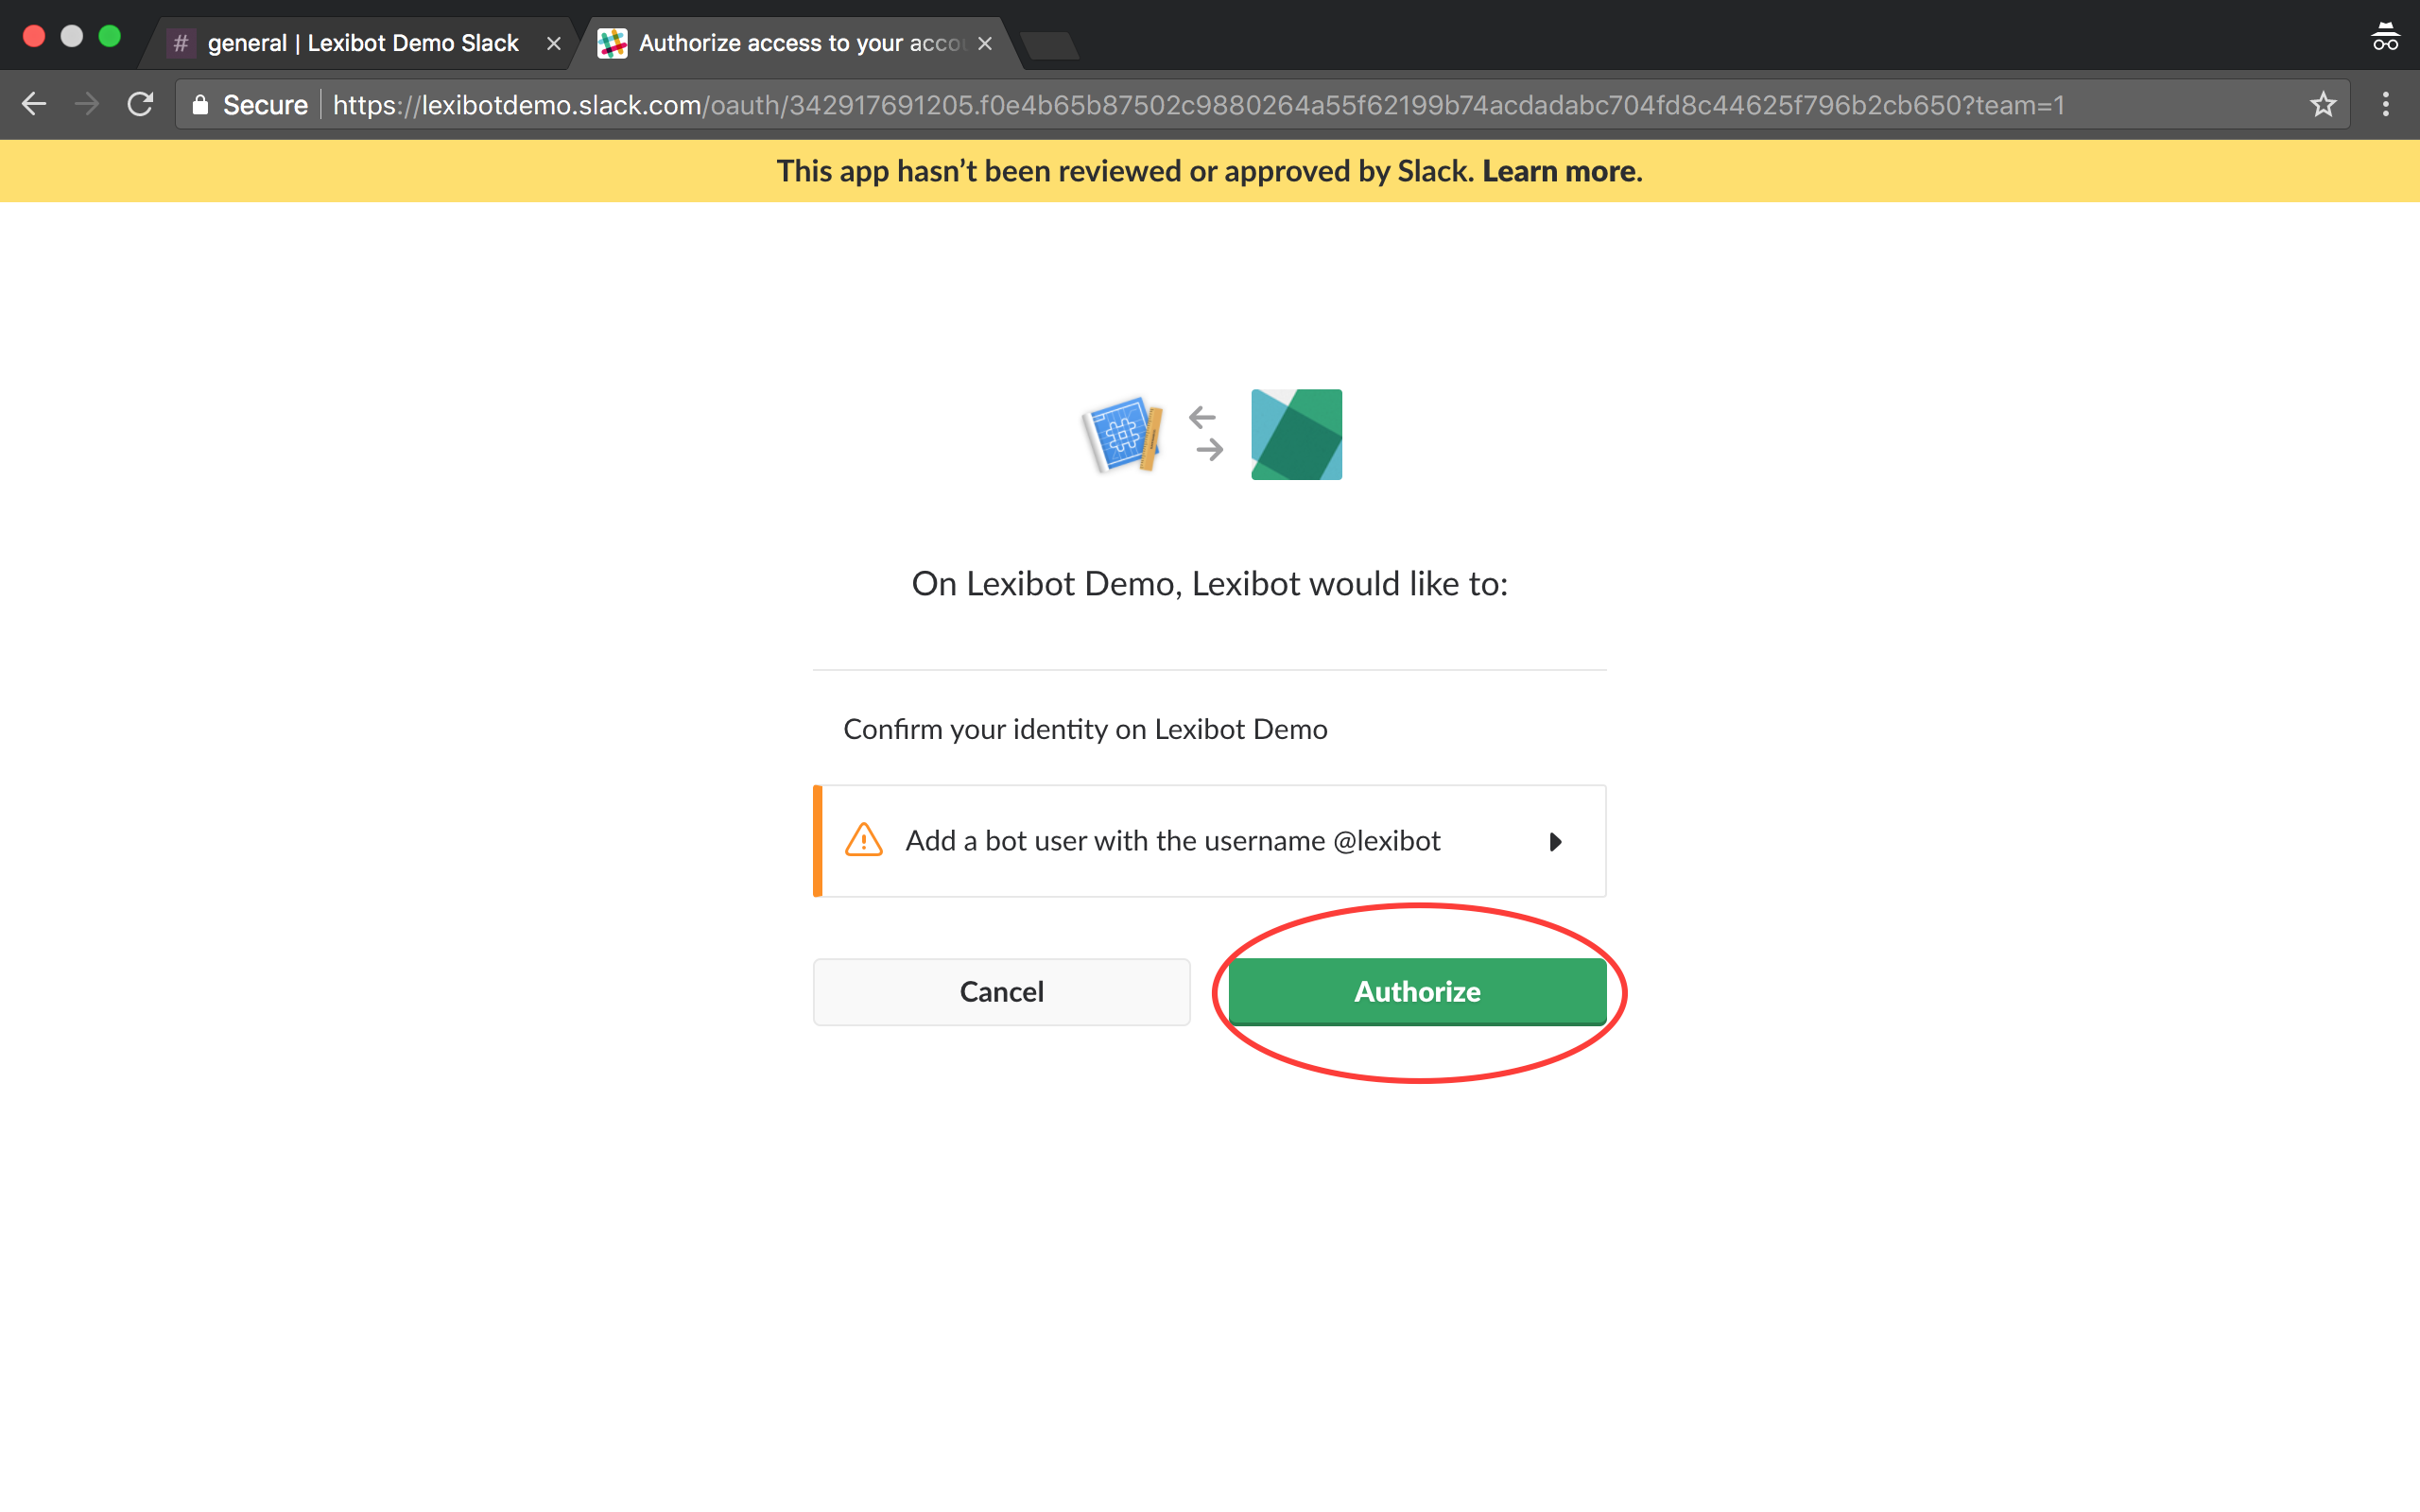 # general | Lexibot Demo Slack
Authorize access to your accou
Secure https://lexibotdemo.slack.com/oauth/342917691205.f0e4b65b87502c9880264a55f62199b74acdadabc704fd8c44625f796b2cb650?team=1
This app hasn’t been reviewed or approved by Slack. Learn more.
On Lexibot Demo, Lexibot would like to:
Confirm your identity on Lexibot Demo
Add a bot user with the username @lexibot
Cancel
Authorize